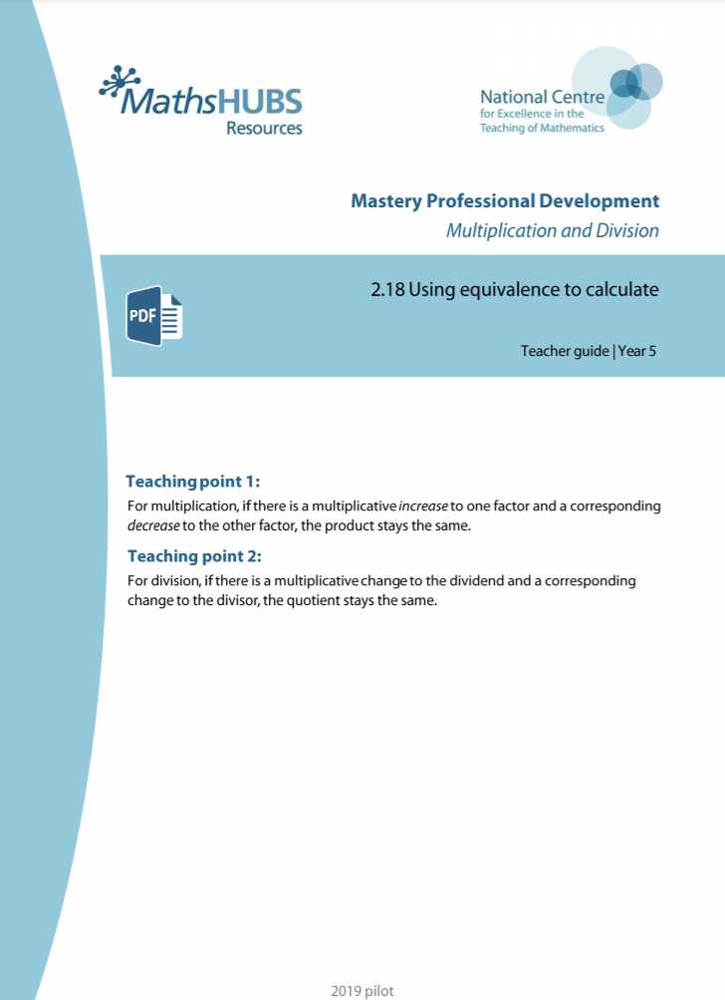 MathsHUBS
Resources
National Centre
for Excellence in the
Teaching of Mathematics
Mastery Professional Development
Multiplication and Division
PDF
2.18 Using equivalence to calculate
Teacher guide | Year 5
Teaching point 1:
For multiplication, if there is a multiplicative increase to one factor and a corresponding
decrease to the other factor, the product stays the same.
Teaching point 2:
For division, if there is a multiplicative change to the dividend and a corresponding
change to the divisor, the quotient stays the same.
2019 pilot